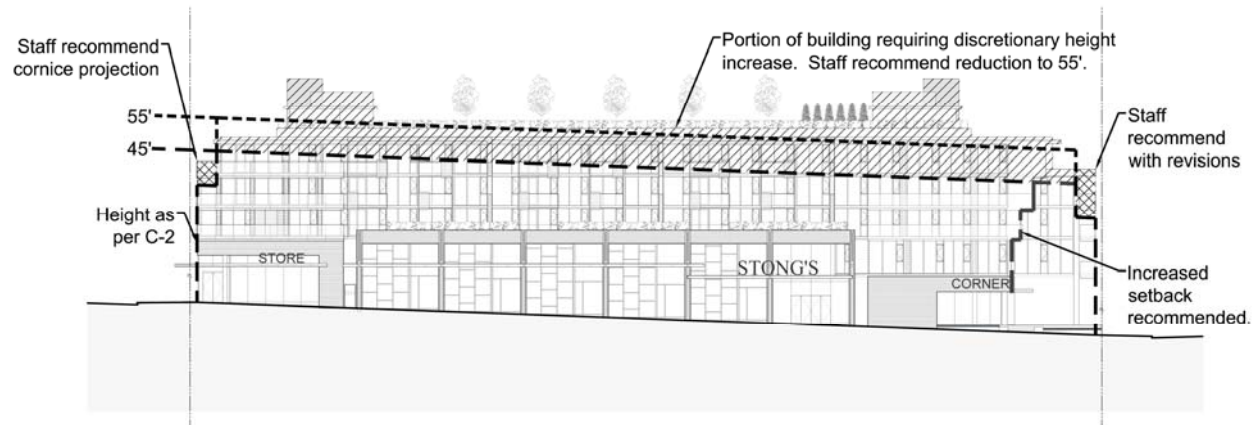 Staff recommend
cornice projection
Portion of building requiring discretionary height
increase.  Staff recommend reduction to 55'.
55'
45'
Staff
recommend
with revisions
Height as
per C-2
STORE
STONG'S
CORNER
Increased
setback
recommended.